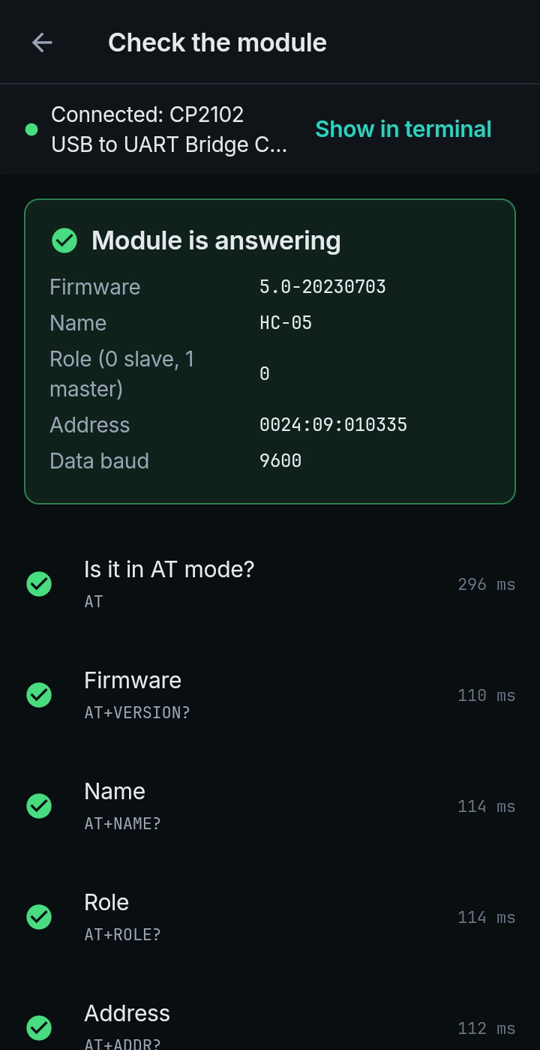 Check the module
Connected: CP2102
USB to UART Bridge C...
Show in terminal
Module is answering
Firmware 5.0-20230703
Name HC-05
Role (0 slave, 1
master) 0
Address 0024:09:010335
Data baud 9600
Is it in AT mode?
AT
296 ms
Firmware
AT+VERSION?
110 ms
Name
AT+NAME?
114 ms
Role
AT+ROLE?
114 ms
Address
AT+ADDR?
112 ms